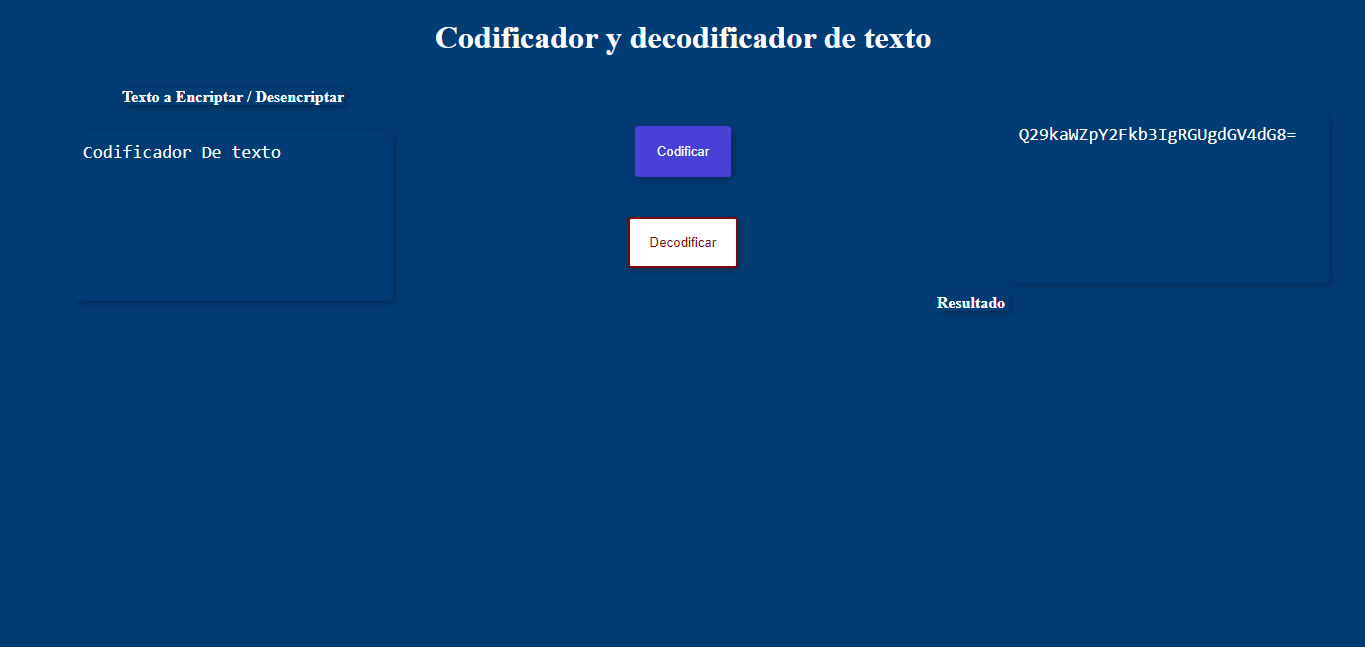 Codificador y decodificador de texto
Texto a Encriptar / Desencriptar
Codificador De texto
Codificar
Decodificar
Q29kaWZpY2Fkb3IgRGUgdGV4dG8=
Resultado